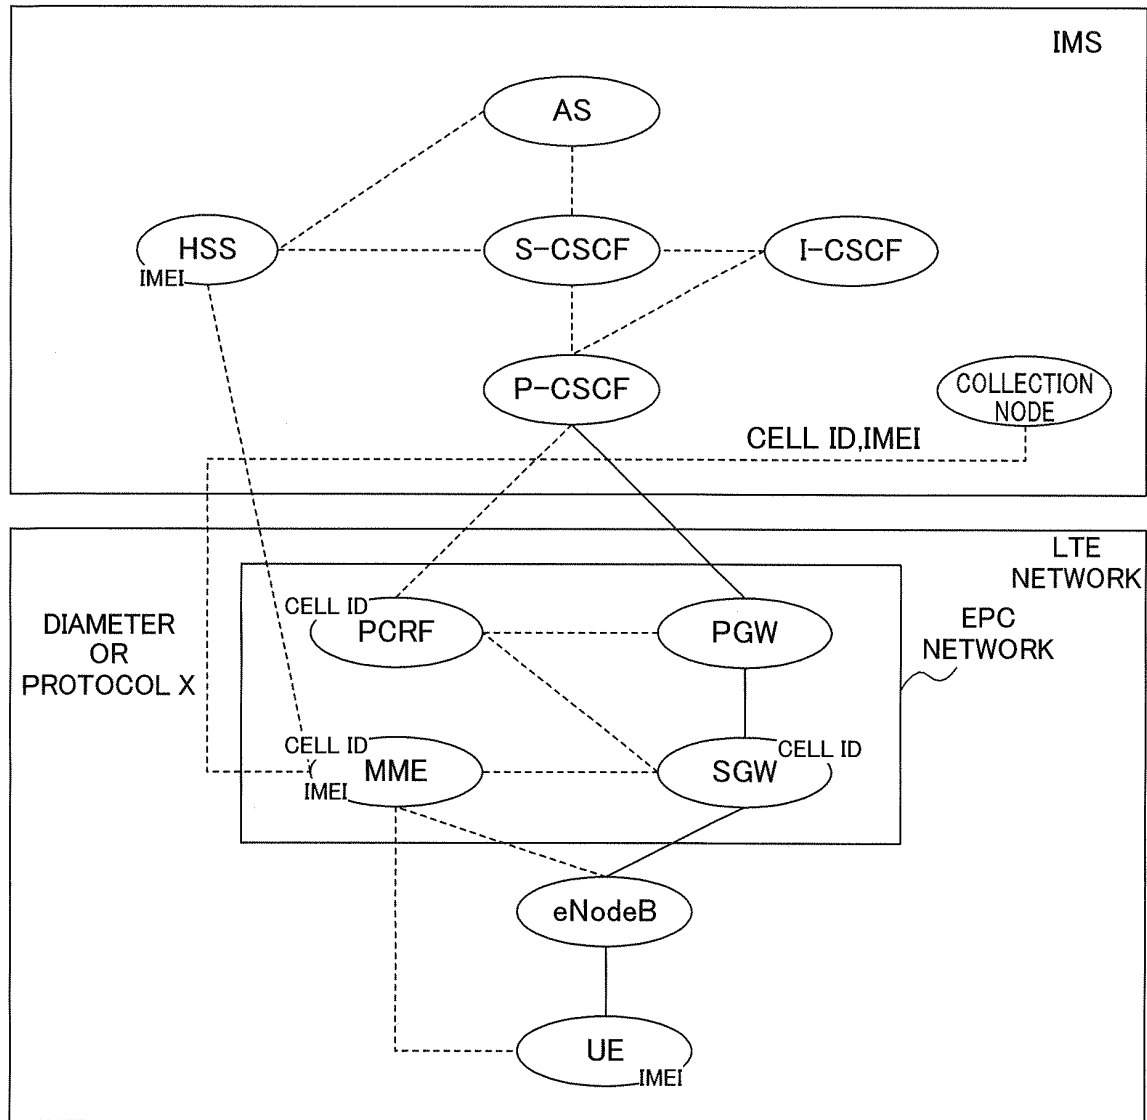 IMS
AS
HSS
IMEI
S-CSCF
I-CSCF
P-CSCF
COLLECTION
NODE
CELL ID,IMEI
LTE
NETWORK
EPC
NETWORK
DIAMETER
OR
PROTOCOL X
CELL ID
PCRF
PGW
CELL ID
MME
IMEI
SGW
CELL ID
eNodeB
UE
IMEI